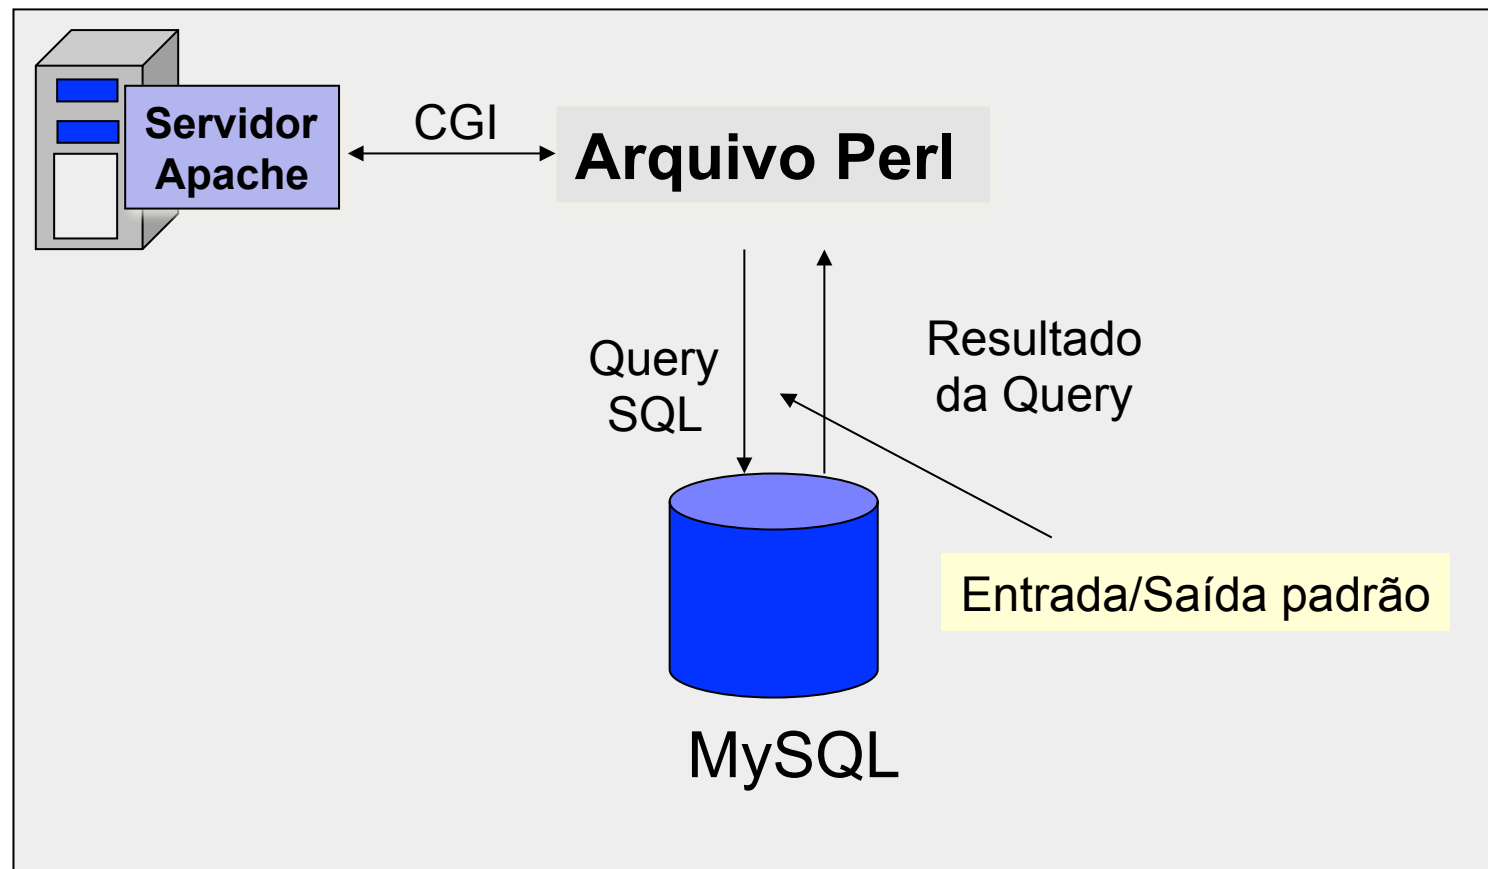 Servidor
Apache
CGI
Arquivo Perl
Query
SQL
Resultado
da Query
Entrada/Saída padrão
MySQL